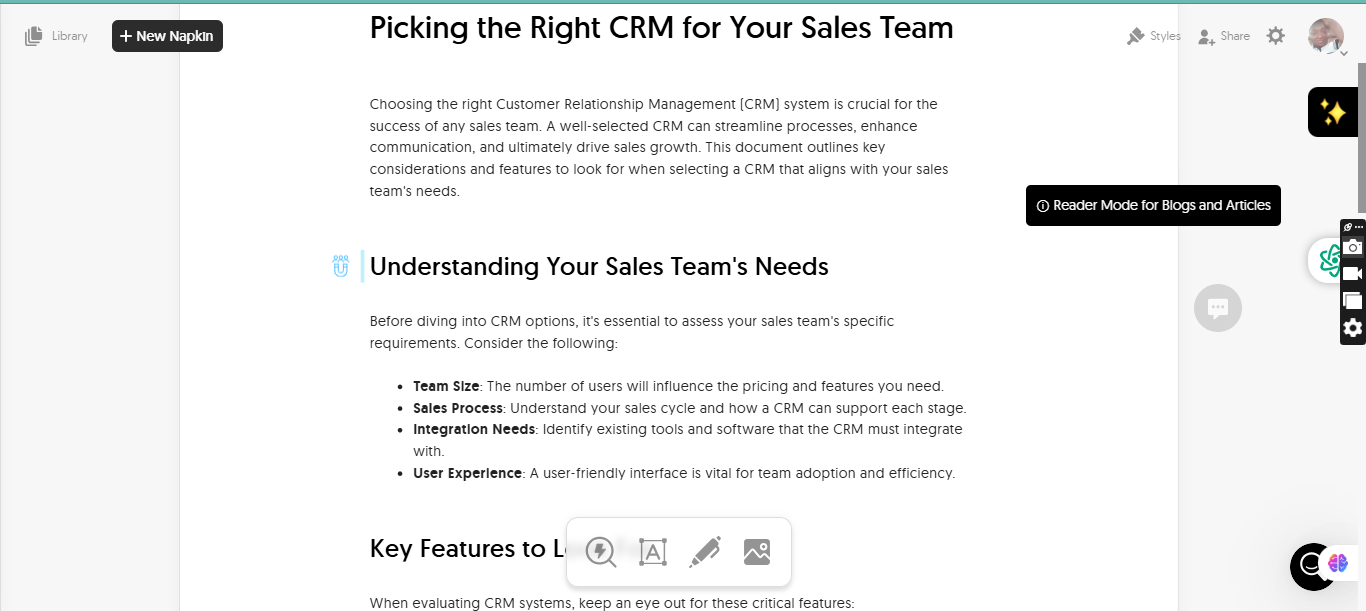 Picking the Right CRM for Your Sales Team
Library
+ New Napkin
Styles
Share
Choosing the right Customer Relationship Management (CRM) system is crucial for the
success of any sales team. A well-selected CRM can streamline processes, enhance
communication, and ultimately drive sales growth. This document outlines key
considerations and features to look for when selecting a CRM that aligns with your sales
team's needs.
Reader Mode for Blogs and Articles
Understanding Your Sales Team's Needs
Before diving into CRM options, it's essential to assess your sales team's specific
requirements. Consider the following:
• Team Size: The number of users will influence the pricing and features you need.
• Sales Process: Understand your sales cycle and how a CRM can support each stage.
• Integration Needs: Identify existing tools and software that the CRM must integrate
with.
• User Experience: A user-friendly interface is vital for team adoption and efficiency.
Key Features to
A
When evaluating CRM systems, keep an eye out for these critical features: